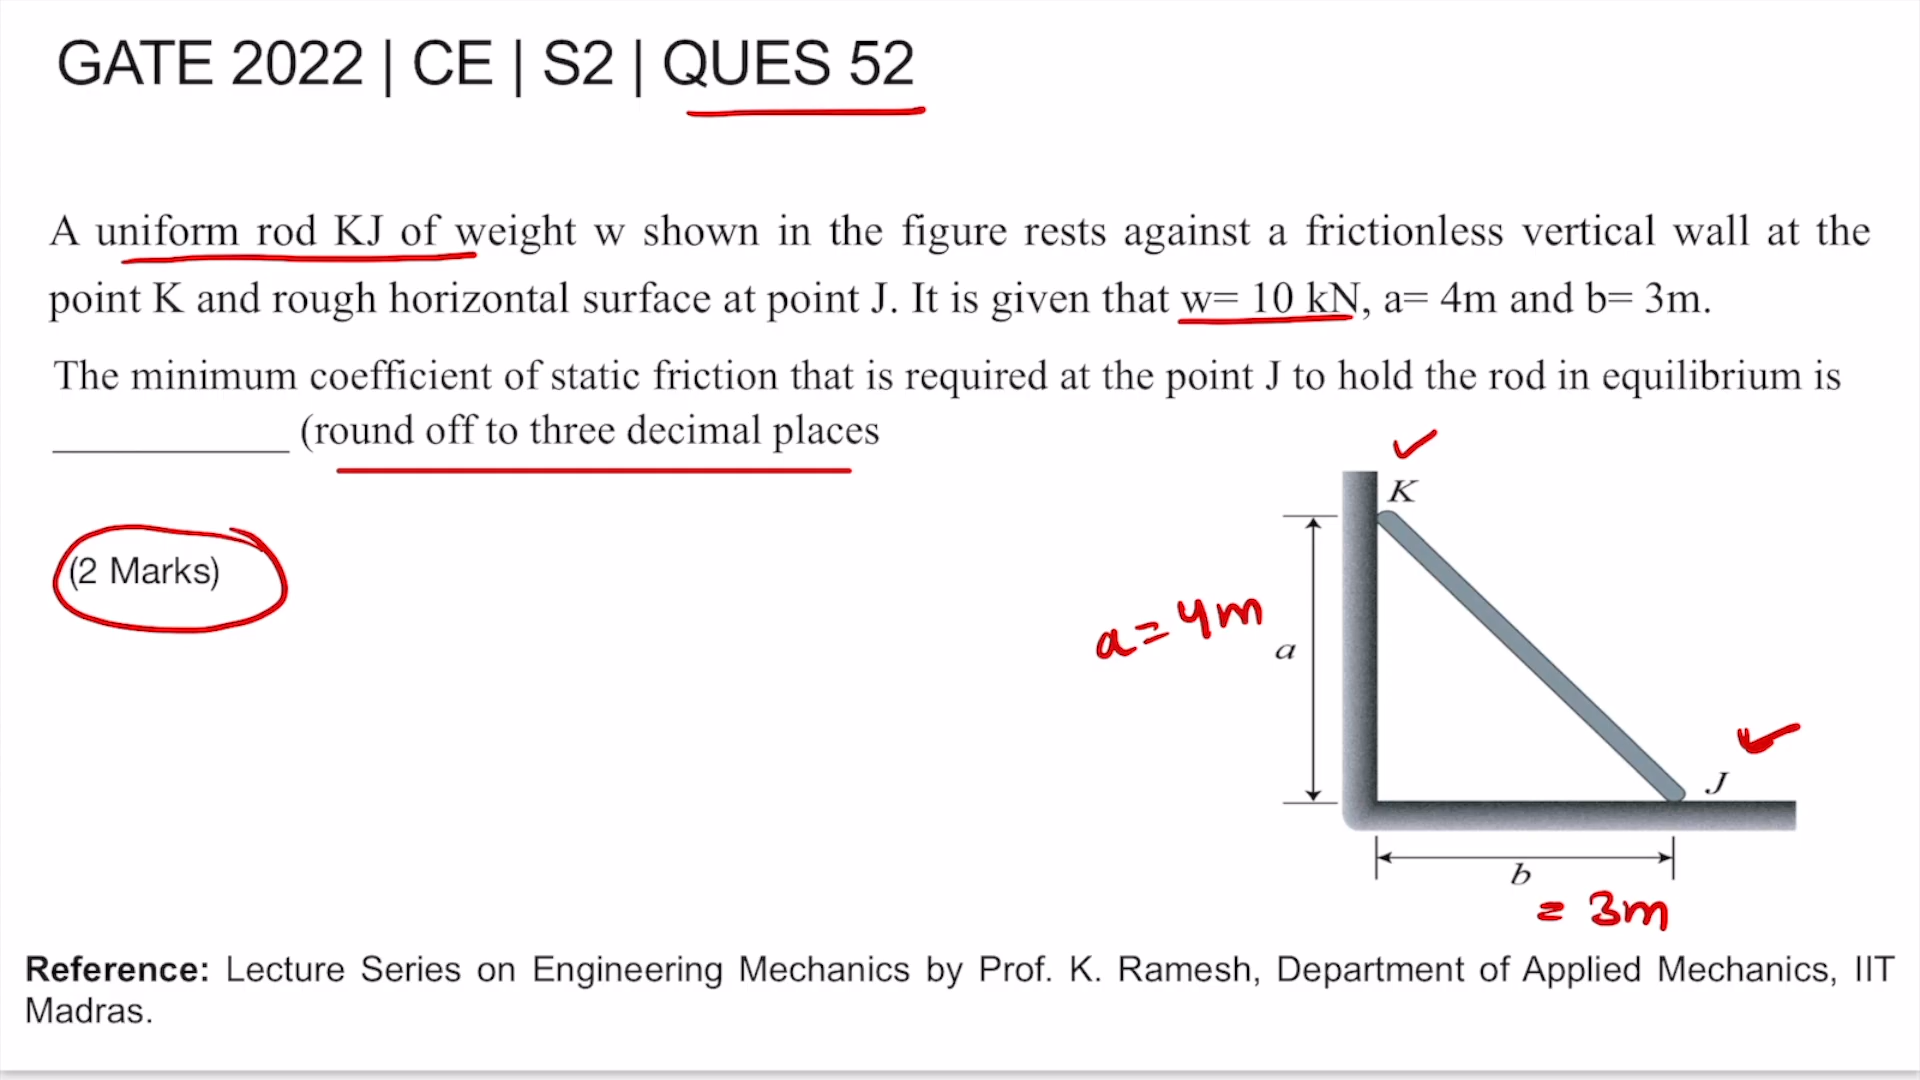 GATE 2022 | CE | S2 | QUES 52
A uniform rod KJ of weight w shown in the figure rests against a frictionless vertical wall at the
point K and rough horizontal surface at point J. It is given that w= 10 kN, a= 4m and b= 3m.
The minimum coefficient of static friction that is required at the point J to hold the rod in equilibrium is
__________ (round off to three decimal places
(2 Marks)
K
a = 4m
a
J
b
= 3m
Reference: Lecture Series on Engineering Mechanics by Prof. K. Ramesh, Department of Applied Mechanics, IIT
Madras.